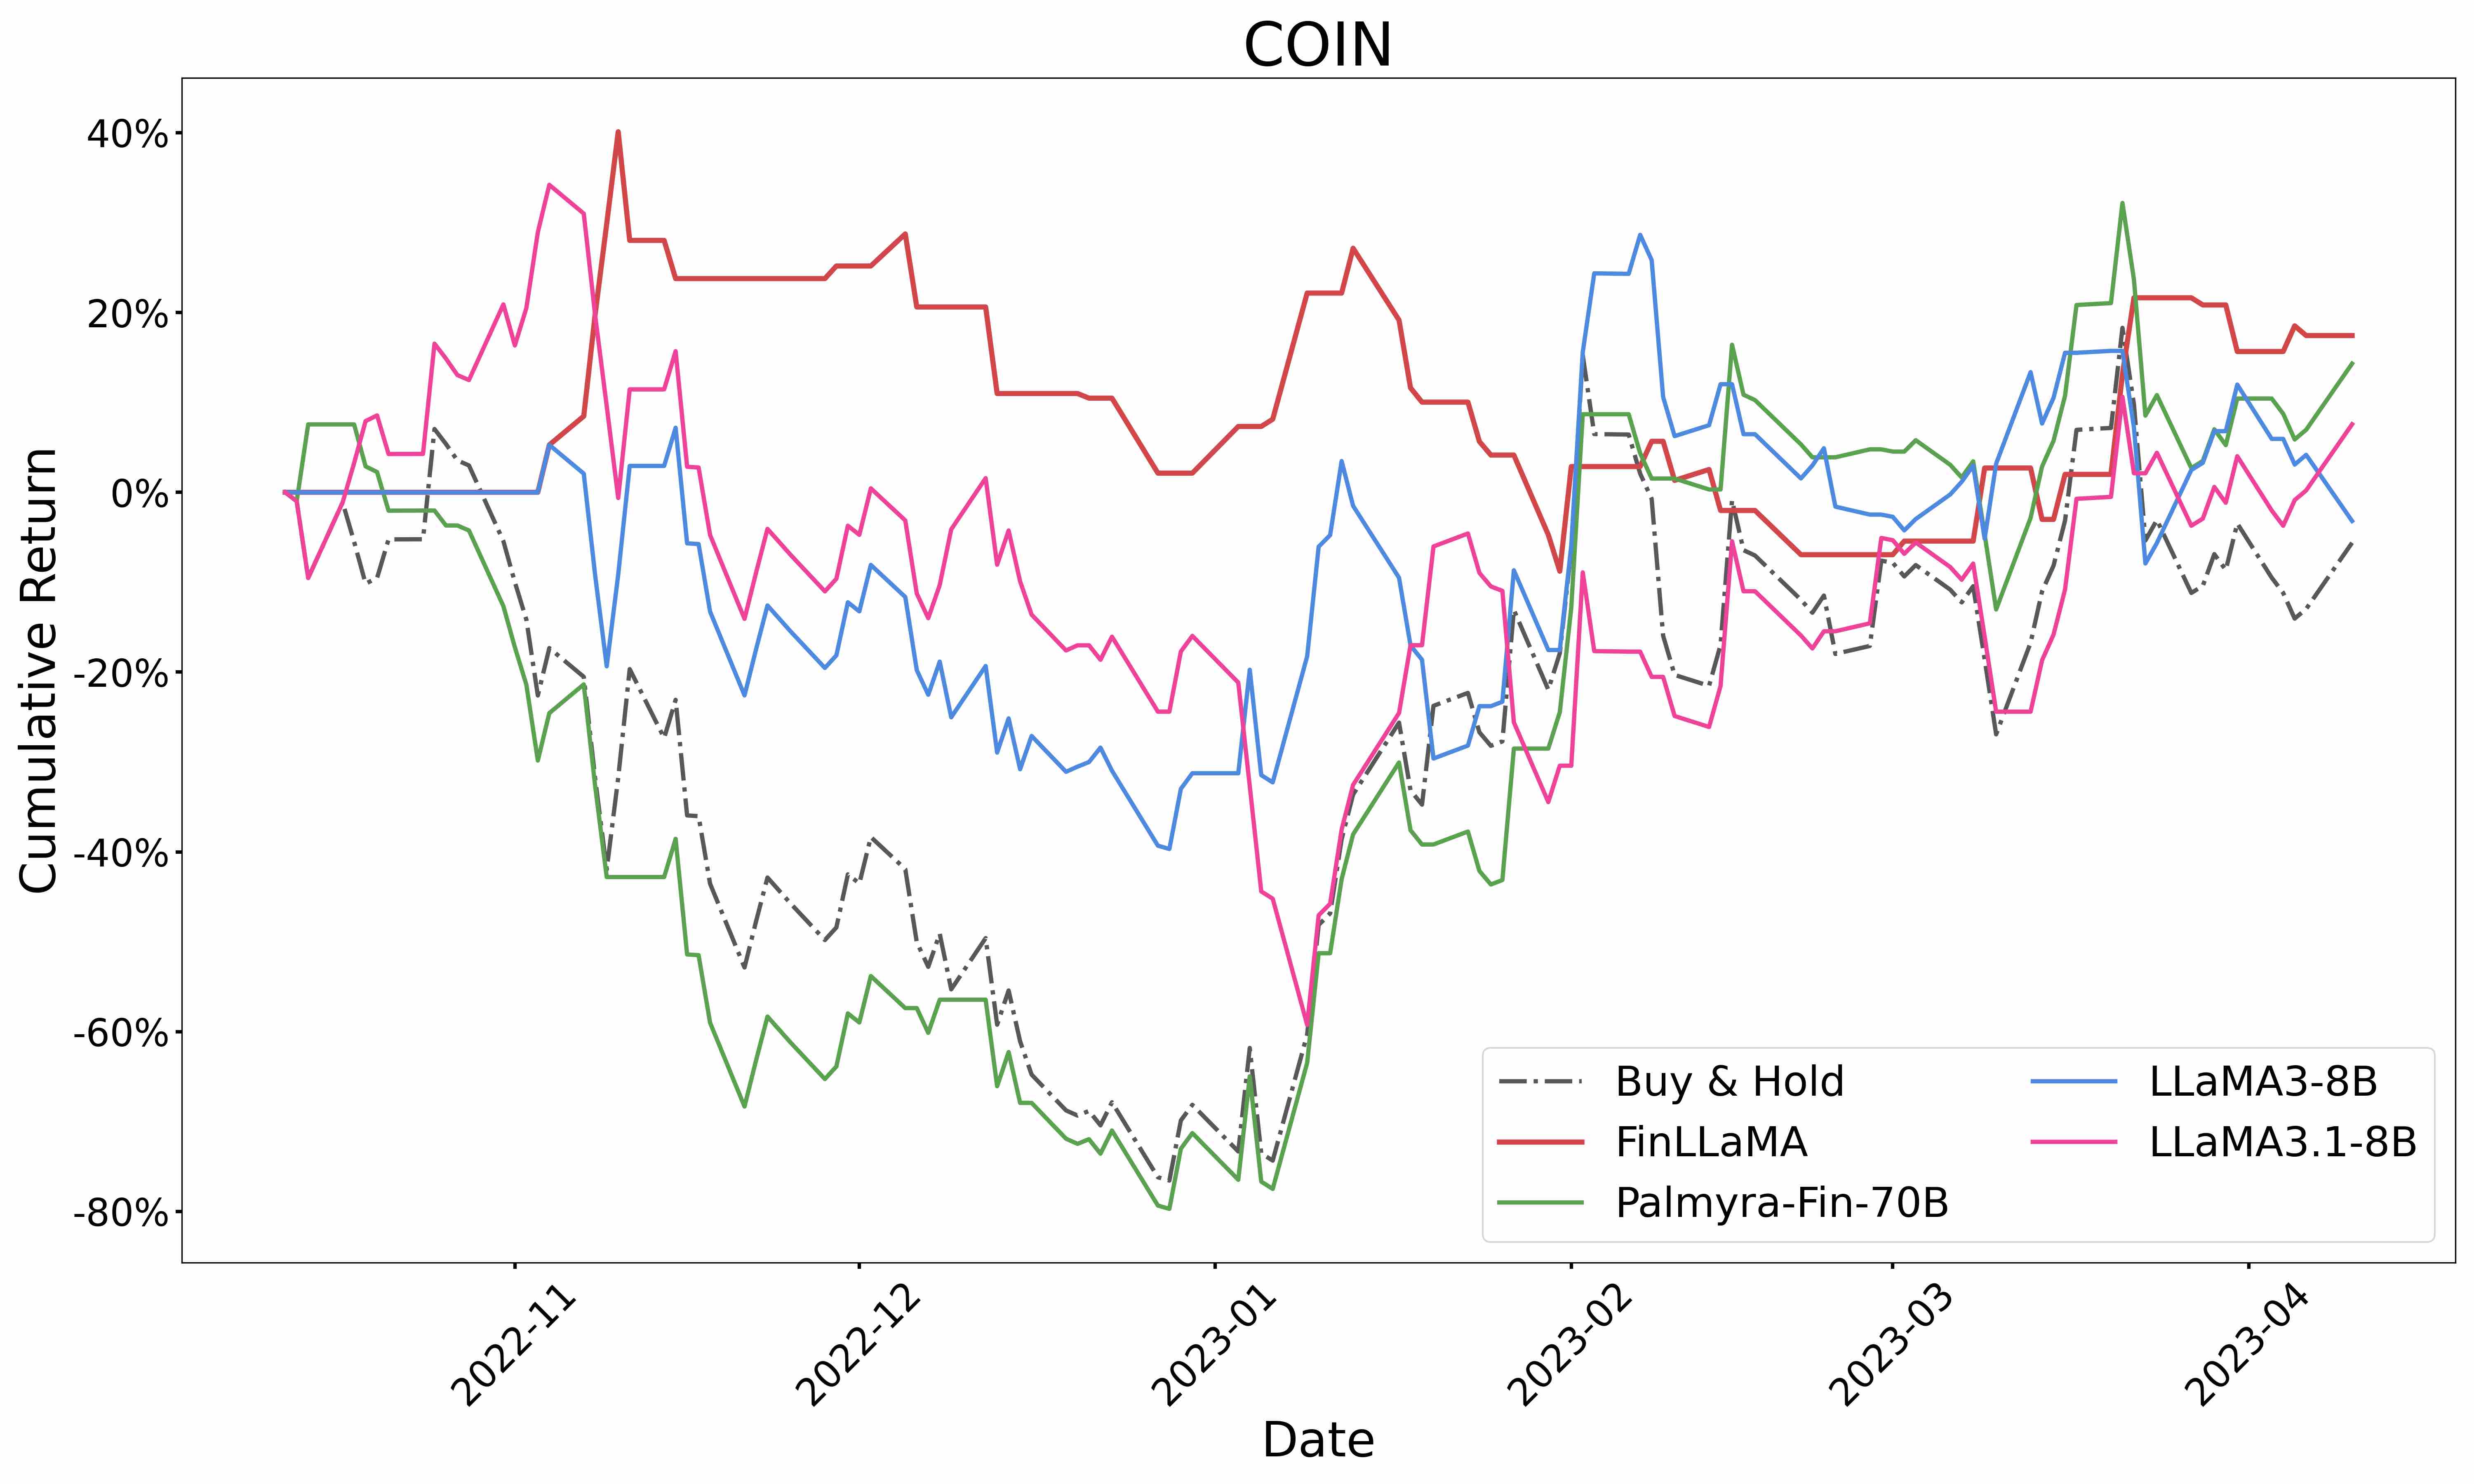 COIN
Cumulative Return
40%
20%
0%
-20%
-40%
-60%
-80%
Buy & Hold
FinLLaMA
Palmyra-Fin-70B
LLaMA3-8B
LLaMA3.1-8B
2022-11
2022-12
2023-01
2023-02
2023-03
2023-04
Date